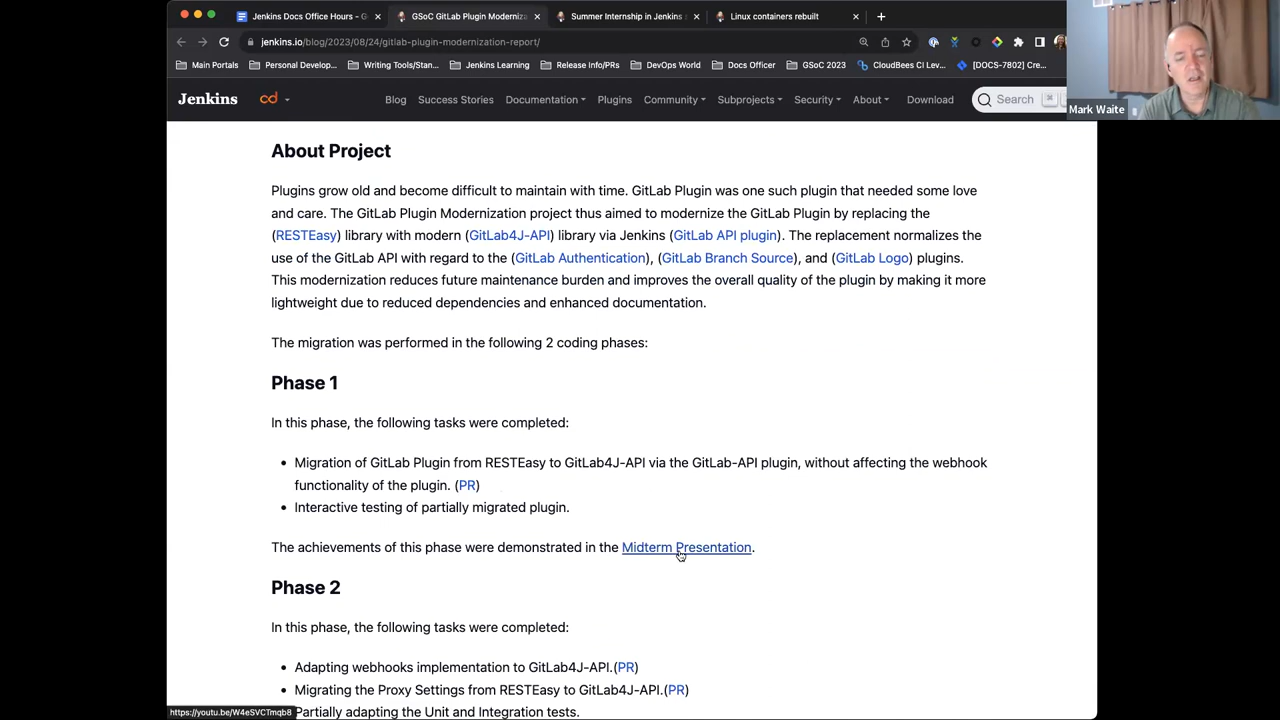 Jenkins Docs Office Hours - G
GSoC GitLab Plugin Moderniza
Summer Internship in Jenkins
Linux containers rebuilt
jenkins.io/blog/2023/08/24/gitlab-plugin-modernization-report/
Main Portals
Personal Develop...
Writing Tools/Stan...
Jenkins Learning
Release Info/PRs
DevOps World
Docs Officer
GSoC 2023
CloudBees CI Lev...
[DOCS-7802] Cre...
Jenkins
cd
Blog
Success Stories
Documentation
Plugins
Community
Subprojects
Security
About
Download
Search
Mark Waite
About Project
Plugins grow old and become difficult to maintain with time. GitLab Plugin was one such plugin that needed some love
and care. The GitLab Plugin Modernization project thus aimed to modernize the GitLab Plugin by replacing the
(RESTEasy) library with modern (GitLab4J-API) library via Jenkins (GitLab API plugin). The replacement normalizes the
use of the GitLab API with regard to the (GitLab Authentication), (GitLab Branch Source), and (GitLab Logo) plugins.
This modernization reduces future maintenance burden and improves the overall quality of the plugin by making it more
lightweight due to reduced dependencies and enhanced documentation.
The migration was performed in the following 2 coding phases:
Phase 1
In this phase, the following tasks were completed:
• Migration of GitLab Plugin from RESTEasy to GitLab4J-API via the GitLab-API plugin, without affecting the webhook
functionality of the plugin. (PR)
• Interactive testing of partially migrated plugin.
The achievements of this phase were demonstrated in the Midterm Presentation.
Phase 2
In this phase, the following tasks were completed:
• Adapting webhooks implementation to GitLab4J-API.(PR)
• Migrating the Proxy Settings from RESTEasy to GitLab4J-API.(PR)
Partially adapting the Unit and Integration tests.
https://youtu.be/W4eSVCTmqb8